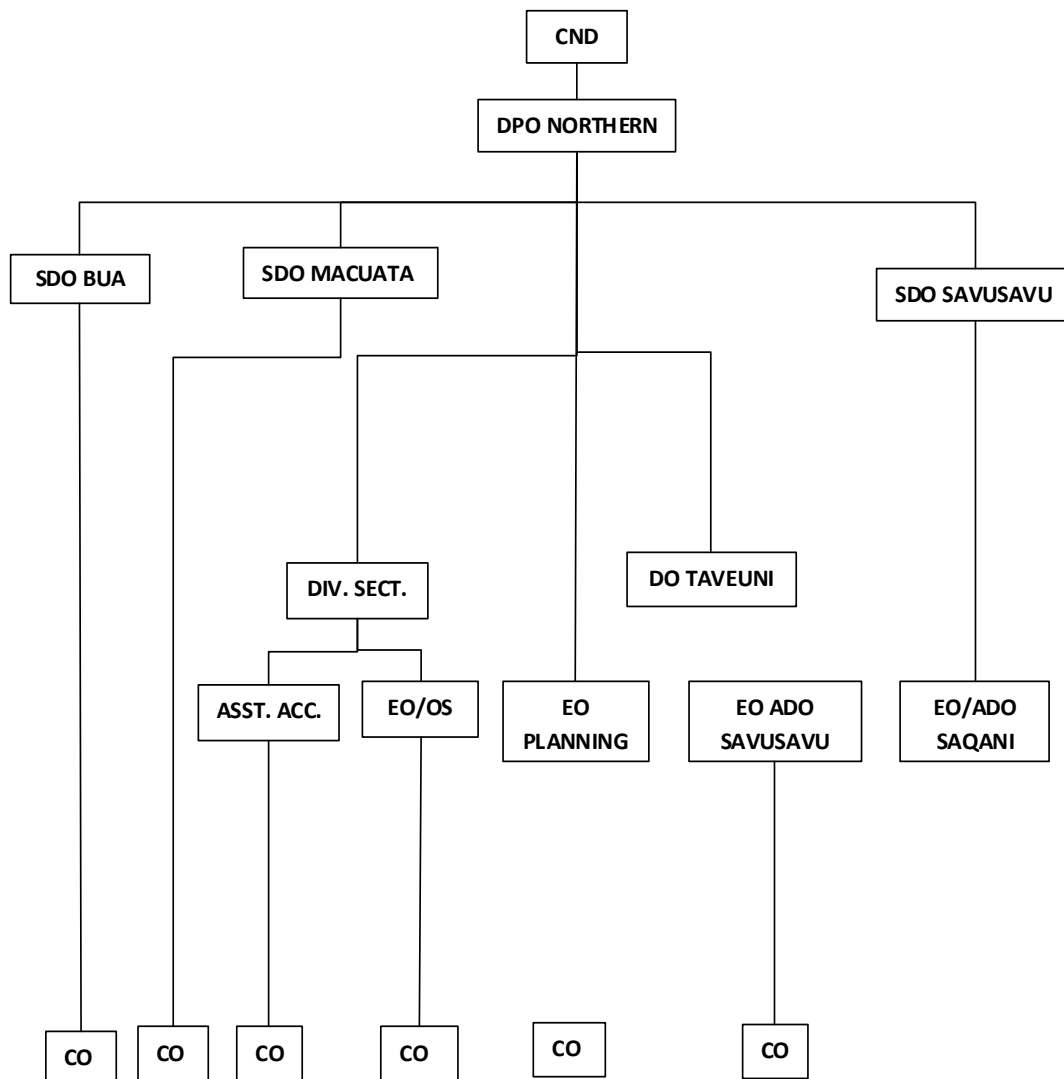 CND
DPO NORTHERN
SDO BUA
SDO MACUATA
SDO SAVUSAVU
DIV. SECT.
DO TAVEUNI
ASST. ACC.
EO/OS
EO
PLANNING
EO ADO
SAVUSAVU
EO/ADO
SAQANI
CO
CO
CO
CO
CO
CO